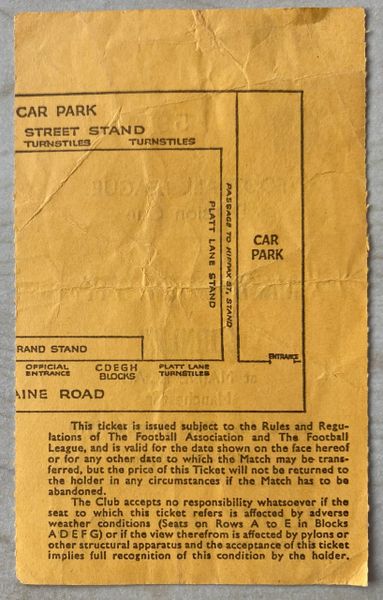 CAR PARK
STREET STAND
TURNSTILES TURNSTILES
PLATT LANE STAND
PASSAGE TO KIPPAX ST. STAND
CAR
PARK
ENTRANCE
RAND STAND
OFFICIAL
ENTRANCE
CDEGH
BLOCKS
PLATT LANE
TURNSTILES
AINE ROAD
This ticket is issued subject to the Rules and Regu-
lations of The Football Association and The Football
League, and is valid for the date shown on the face hereof
or for any other date to which the Match may be trans-
ferred, but the price of this Ticket will not be returned to
the holder in any circumstances if the Match has to be
abandoned.
The Club accepts no responsibility whatsoever if the
seat to which this ticket refers is affected by adverse
weather conditions (Seats on Rows A to E in Blocks
A D E F G) or if the view therefrom is affected by pylons or
other structural apparatus and the acceptance of this ticket
implies full recognition of this condition by the holder.